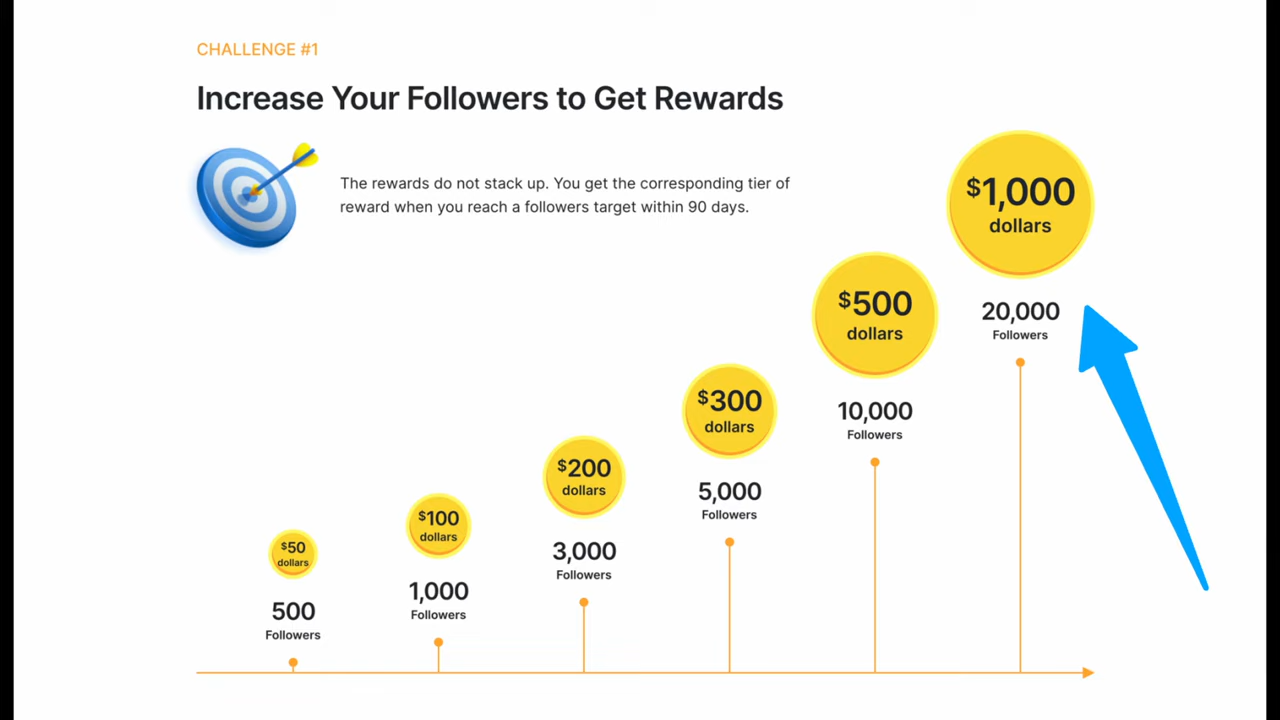 CHALLENGE #1
Increase Your Followers to Get Rewards
The rewards do not stack up. You get the corresponding tier of
reward when you reach a followers target within 90 days.
$50
dollars
500
Followers
$100
dollars
1,000
Followers
$200
dollars
3,000
Followers
$300
dollars
5,000
Followers
$500
dollars
10,000
Followers
$1,000
dollars
20,000
Followers